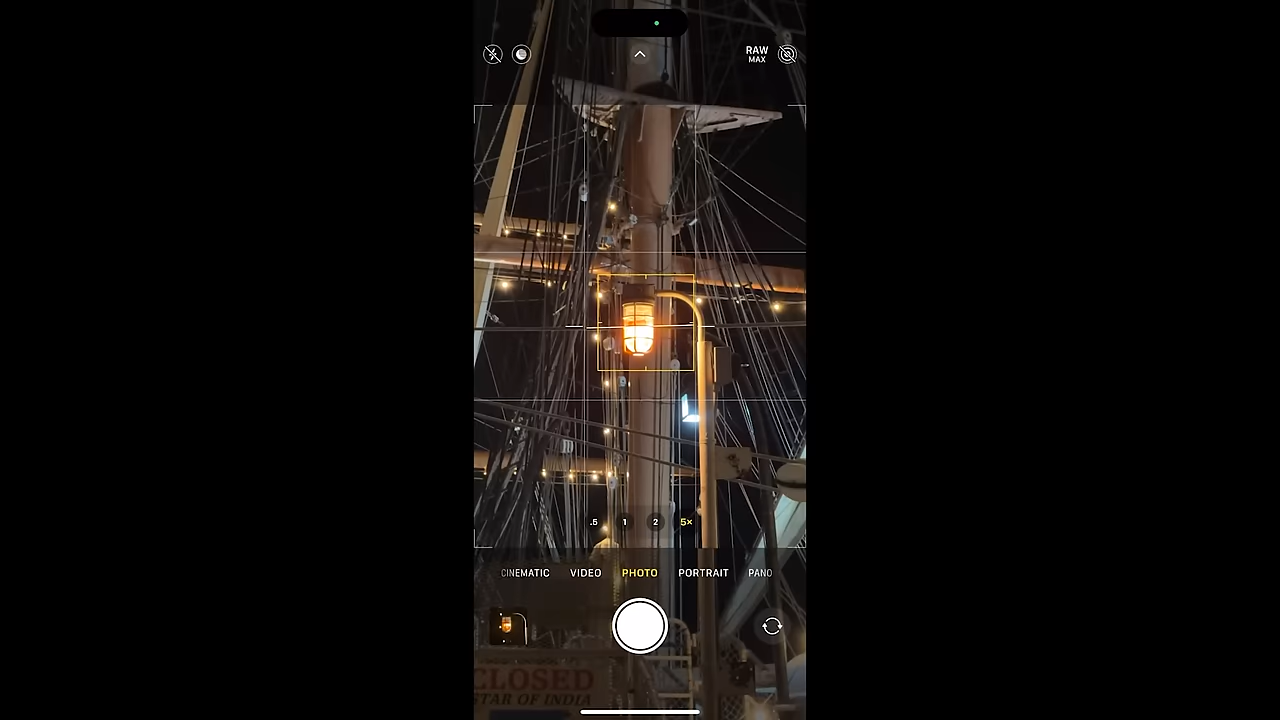 RAW
MAX
.5 1 2 5×
CINEMATIC VIDEO PHOTO PORTRAIT PANO
CLOSED
STAR OF INDIA